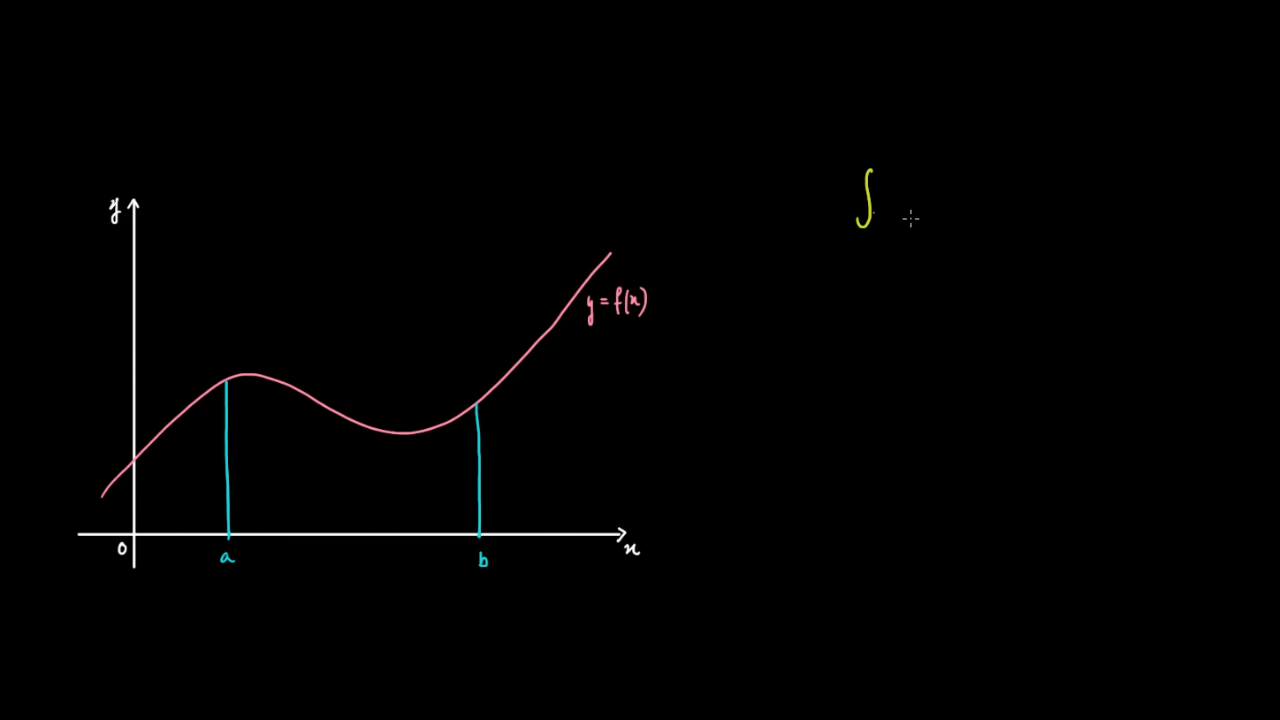 y
y = f(x)
0
a
b
x
∫